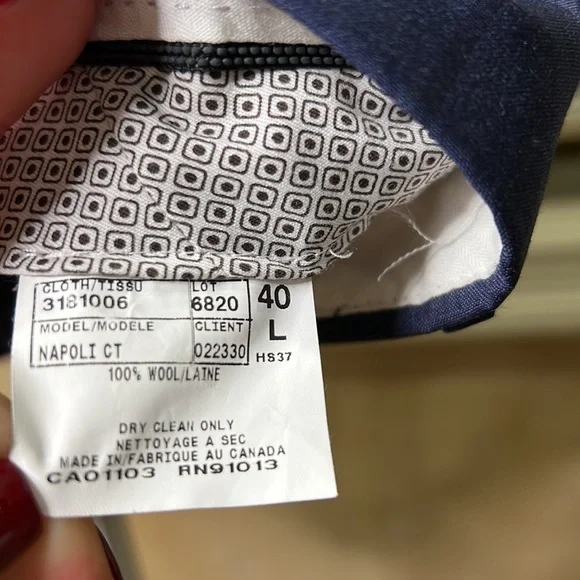 CLOTH/TISSU LOT 40
3181006 6820
MODEL/MODELE CLIENT L
NAPOLI CT 022330 HS37
100% WOOL/LAINE
DRY CLEAN ONLY
NETTOYAGE A SEC
MADE IN/FABRIQUE AU CANADA
CA01103 RN91013